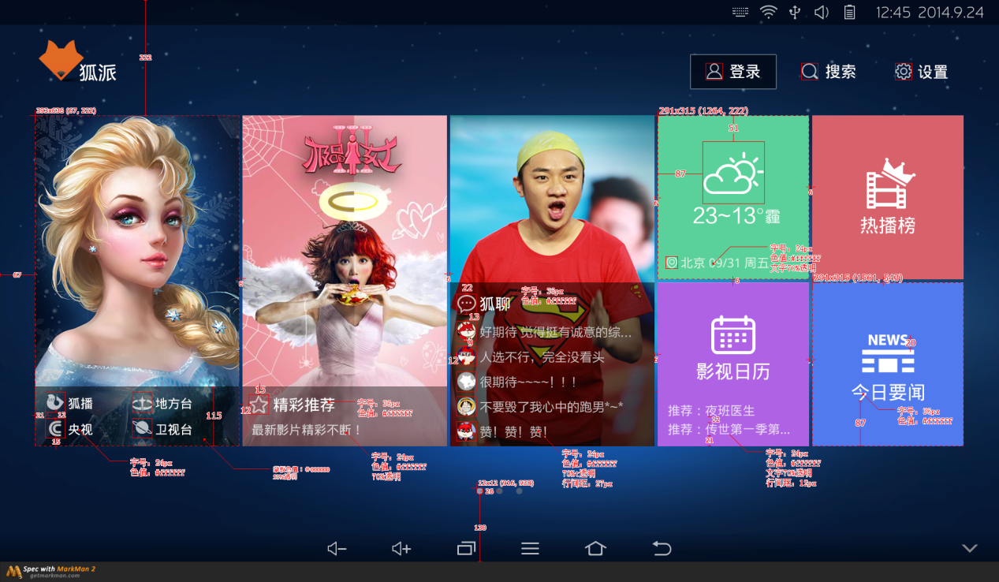 12:45 2014.9.24
222
狐派
登录
搜索
设置
393x636 (67, 222)
291x315 (1264, 222)
51
87
23~13°霾
北京 09/31 周五
字号: 24px
色值:#ffffff
文字70%透明
热播榜
291x315 (1561, 543)
67
6
6
6
22
狐聊
字号: 36px
色值: #ffffff
13
好期待 觉得挺有诚意的综...
9
12
人选不行，完全没看头
很期待~~~~！！！
不要毁了我心中的跑男*~*
赞！赞！赞！
影视日历
推荐：夜班医生
12
推荐：传世第一季第...
21
NEWS
20
今日要闻
字号: 36px
色值: #ffffff
87
狐播
地方台
21
13
115
央视
卫视台
15
15
12
精彩推荐
字号: 36px
色值: #ffffff
最新影片精彩不断！
字号: 24px
色值: #ffffff
50%透明
字号: 24px
色值: #ffffff
70%透明
字号: 24px
色值: #ffffff
70%透明
行间距: 27px
字号: 24px
色值: #ffffff
文字70%透明
行间距: 12px
12x12 (916, 938)
26
130
Spec with MarkMan 2
getmarkman.com